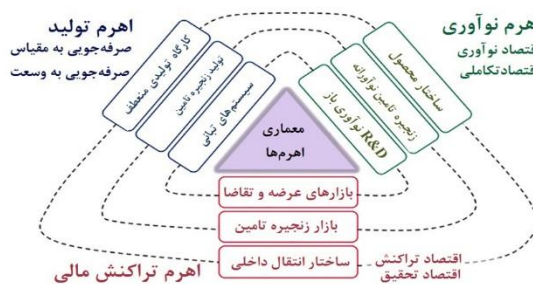 اهرم نوآوری
اقتصاد نوآوری
اقتصاد تکاملی
ساختار محصول
زنجیره تامین نوآورانه
R&D نوآوری باز
اهرم تولید
صرفه‌جویی به مقیاس
صرفه‌جویی به وسعت
کارگاه تولیدی منعطف
تولید زنجیره تامین
سیستم‌های تبانی
معماری
اهرم‌ها
بازارهای عرضه و تقاضا
بازار زنجیره تامین
ساختار انتقال داخلی
اقتصاد تراکنش
اقتصاد تحقیق
اهرم تراکنش مالی